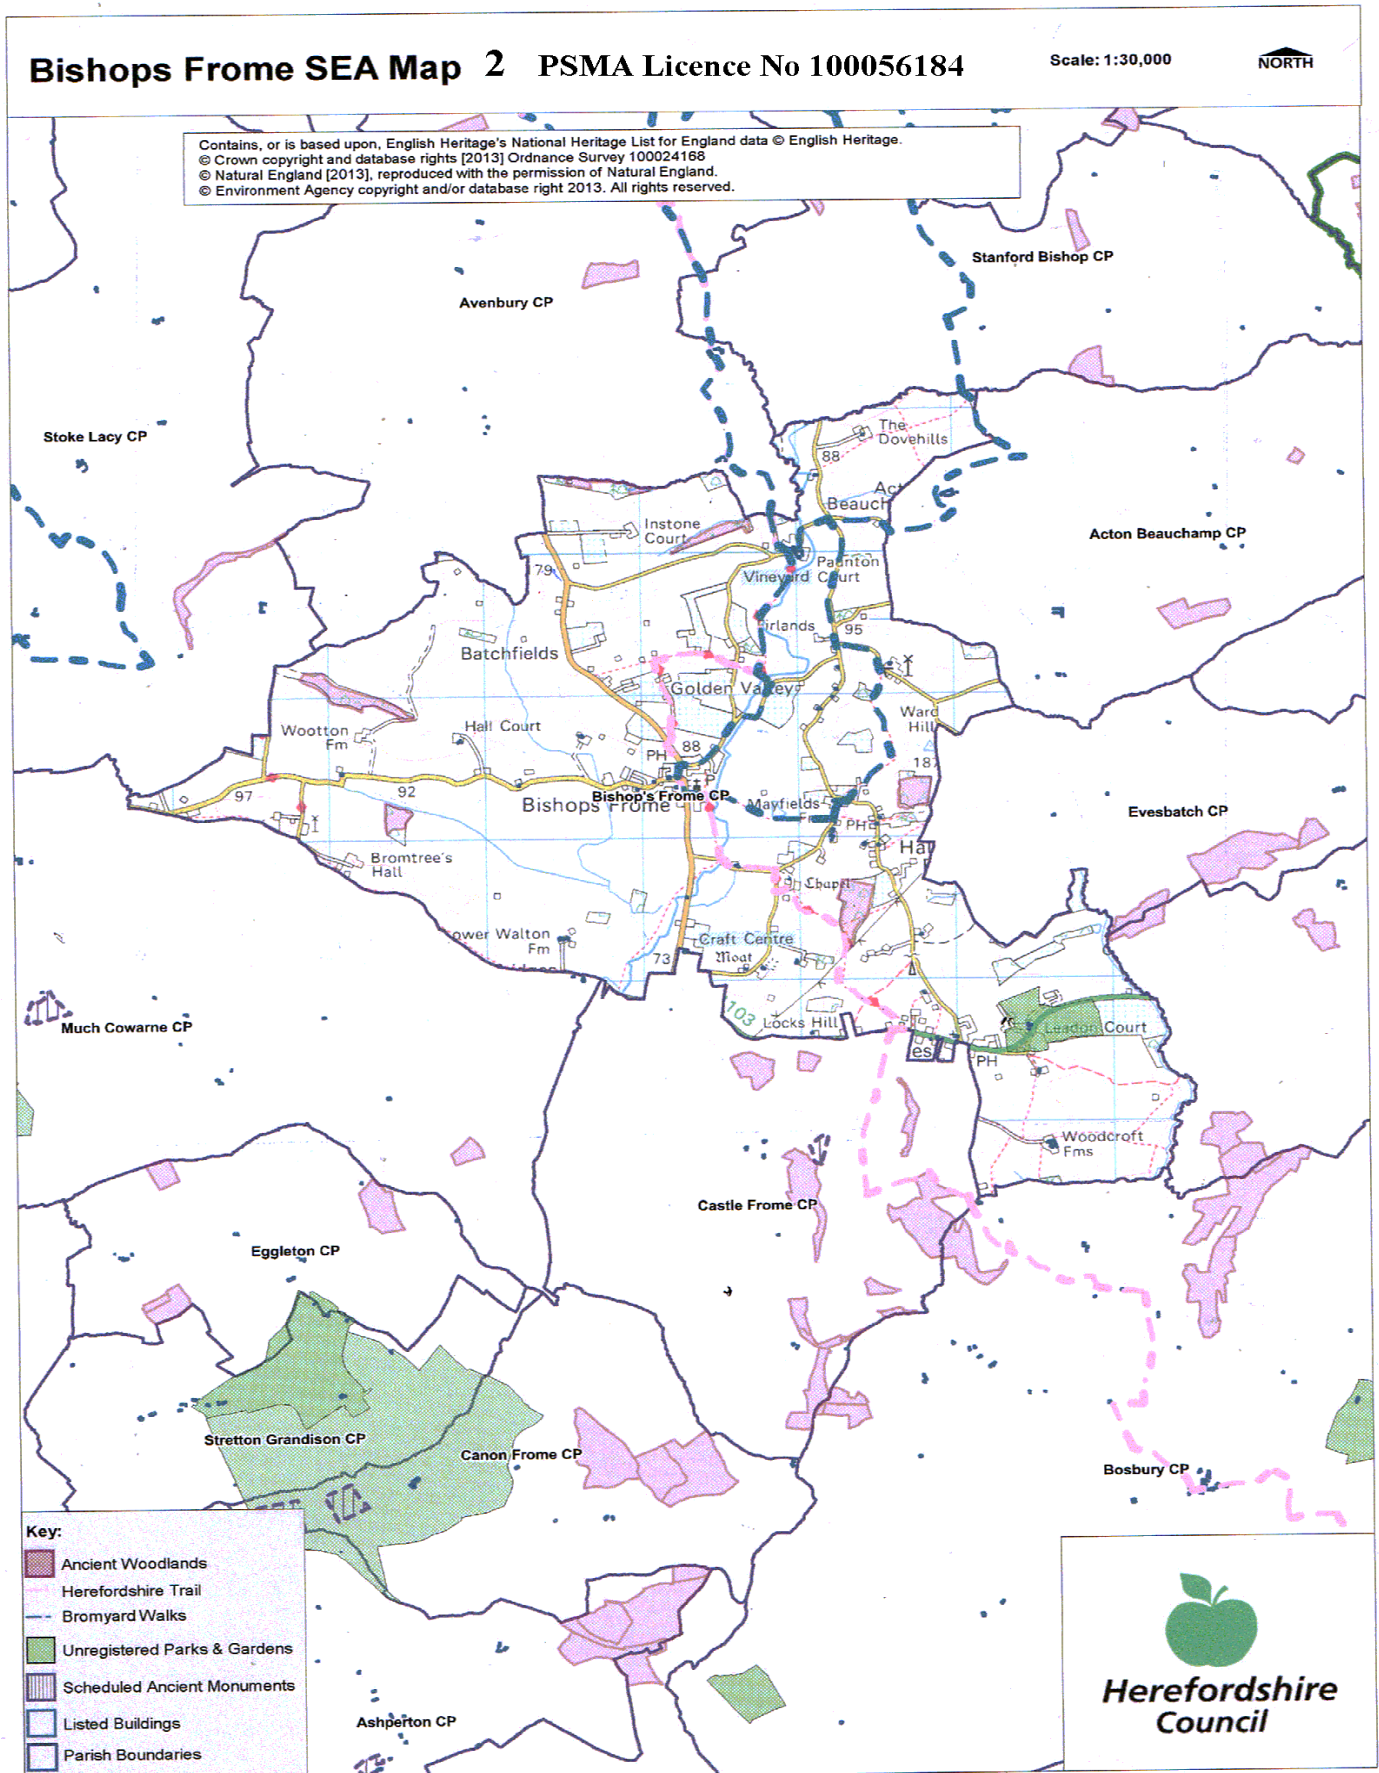 Bishops Frome SEA Map 2 PSMA Licence No 100056184
Scale: 1:30,000
NORTH
Contains, or is based upon, English Heritage's National Heritage List for England data © English Heritage.
© Crown copyright and database rights [2013] Ordnance Survey 100024168
© Natural England [2013], reproduced with the permission of Natural England.
© Environment Agency copyright and/or database right 2013. All rights reserved.
Stanford Bishop CP
Avenbury CP
Stoke Lacy CP
The
Dovehills
88
Act
Beauch
Instone
Court
Acton Beauchamp CP
79
Paunton
Vineyard Court
irlands
95
Batchfields
Golden Valley
Ward
Hill
Wootton
Fm
Hall Court
PH
88
187
P
92
97
Bishop's Frome CP
Bishops Frome
Mayfields
F
PH
Evesbatch CP
Ha
Bromtree's
Hall
Chapel
ower Walton
Fm
Craft Centre
Moat
73
103
Locks Hill
Leadon Court
es
PH
Much Cowarne CP
Woodcroft
Fms
Castle Frome CP
Eggleton CP
Stretton Grandison CP
Canon Frome CP
Bosbury CP
Key:
Ancient Woodlands
Herefordshire Trail
Bromyard Walks
Unregistered Parks & Gardens
Scheduled Ancient Monuments
Listed Buildings
Parish Boundaries
Ashperton CP
Herefordshire
Council